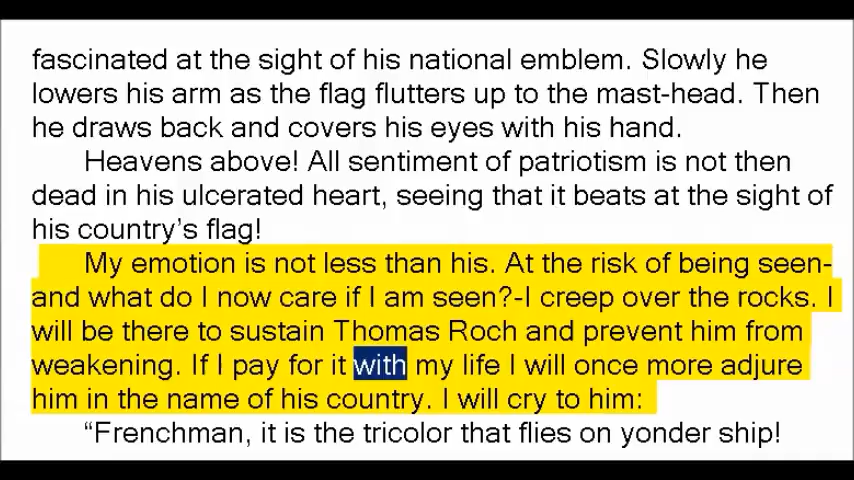 fascinated at the sight of his national emblem. Slowly he
lowers his arm as the flag flutters up to the mast-head. Then
he draws back and covers his eyes with his hand.
Heavens above! All sentiment of patriotism is not then
dead in his ulcerated heart, seeing that it beats at the sight of
his country’s flag!
My emotion is not less than his. At the risk of being seen-
and what do I now care if I am seen?-I creep over the rocks. I
will be there to sustain Thomas Roch and prevent him from
weakening. If I pay for it with my life I will once more adjure
him in the name of his country. I will cry to him:
“Frenchman, it is the tricolor that flies on yonder ship!